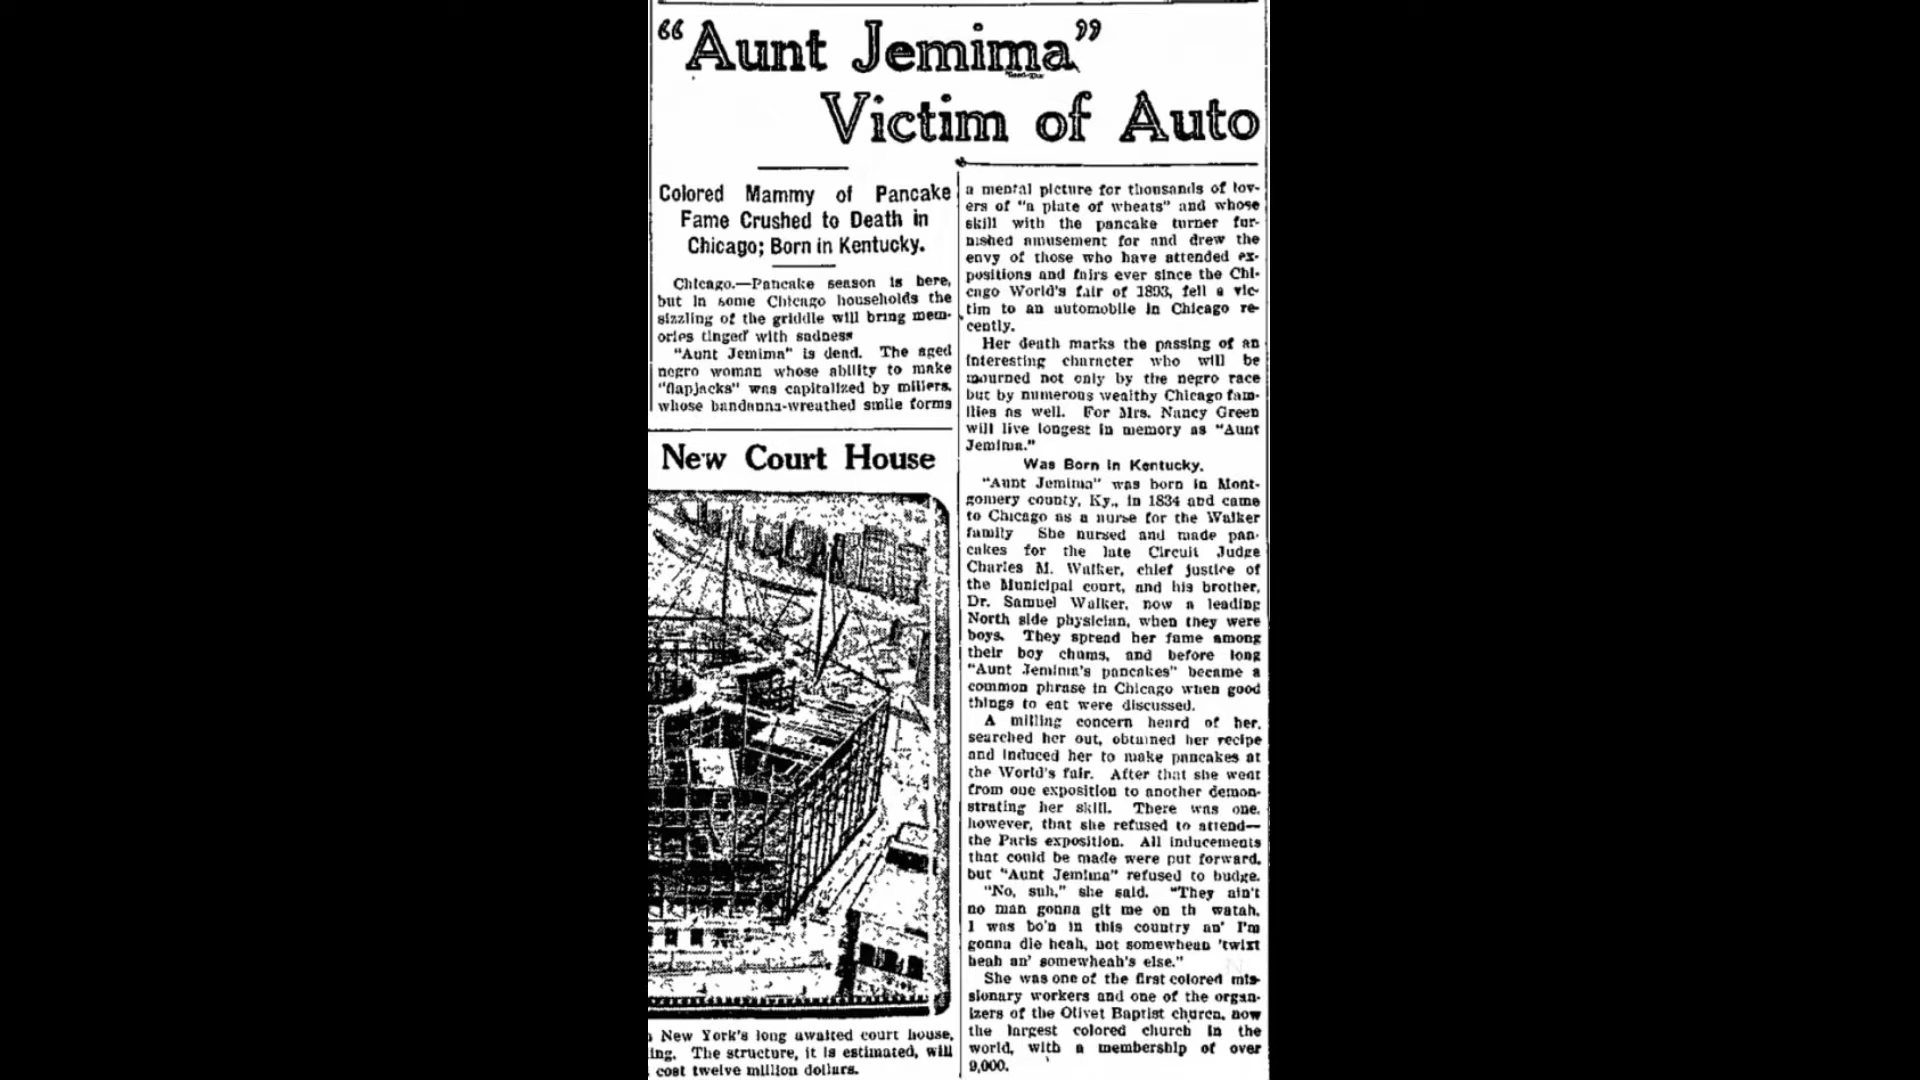 “Aunt Jemima”
Victim of Auto
Colored Mammy of Pancake
Fame Crushed to Death in
Chicago; Born in Kentucky.
Chicago.—Pancake season is here,
but in some Chicago households the
sizzling of the griddle will bring mem-
ories tinged with sadness
“Aunt Jemima” is dead. The aged
negro woman whose ability to make
“flapjacks” was capitalized by millers.
whose bandanna-wreathed smile forms
a mental picture for thousands of lov-
ers of “a plate of wheats” and whose
skill with the pancake turner fur-
nished amusement for and drew the
envy of those who have attended ex-
positions and fairs ever since the Chi-
cago World's fair of 1893, fell a vic-
tim to an automobile in Chicago re-
cently.
Her death marks the passing of an
interesting character who will be
mourned not only by the negro race
but by numerous wealthy Chicago fam-
ilies as well. For Mrs. Nancy Green
will live longest in memory as “Aunt
Jemima.”
Was Born in Kentucky.
“Aunt Jemima” was born in Mont-
gomery county, Ky., in 1834 and came
to Chicago as a nurse for the Walker
family She nursed and made pan-
cakes for the late Circuit Judge
Charles M. Walker, chief justice of
the Municipal court, and his brother,
Dr. Samuel Walker, now a leading
North side physician, when they were
boys. They spread her fame among
their boy chums, and before long
“Aunt Jemima's pancakes” became a
common phrase in Chicago when good
things to eat were discussed.
A milling concern heard of her,
searched her out, obtained her recipe
and induced her to make pancakes at
the World's fair. After that she went
from one exposition to another demon-
strating her skill. There was one,
however, that she refused to attend—
the Paris exposition. All inducements
that could be made were put forward,
but “Aunt Jemima” refused to budge.
“No, suh,” she said. “They ain't
no man gonna git me on th watah.
I was bo'n in this country an' I'm
gonna die heah, not somewheah 'twixt
heah an' somewheah's else.”
She was one of the first colored mis-
sionary workers and one of the organ-
izers of the Olivet Baptist church, now
the largest colored church in the
world, with a membership of over
9,000.
New Court House
New York's long awaited court house,
ing. The structure, it is estimated, will
cost twelve million dollars.